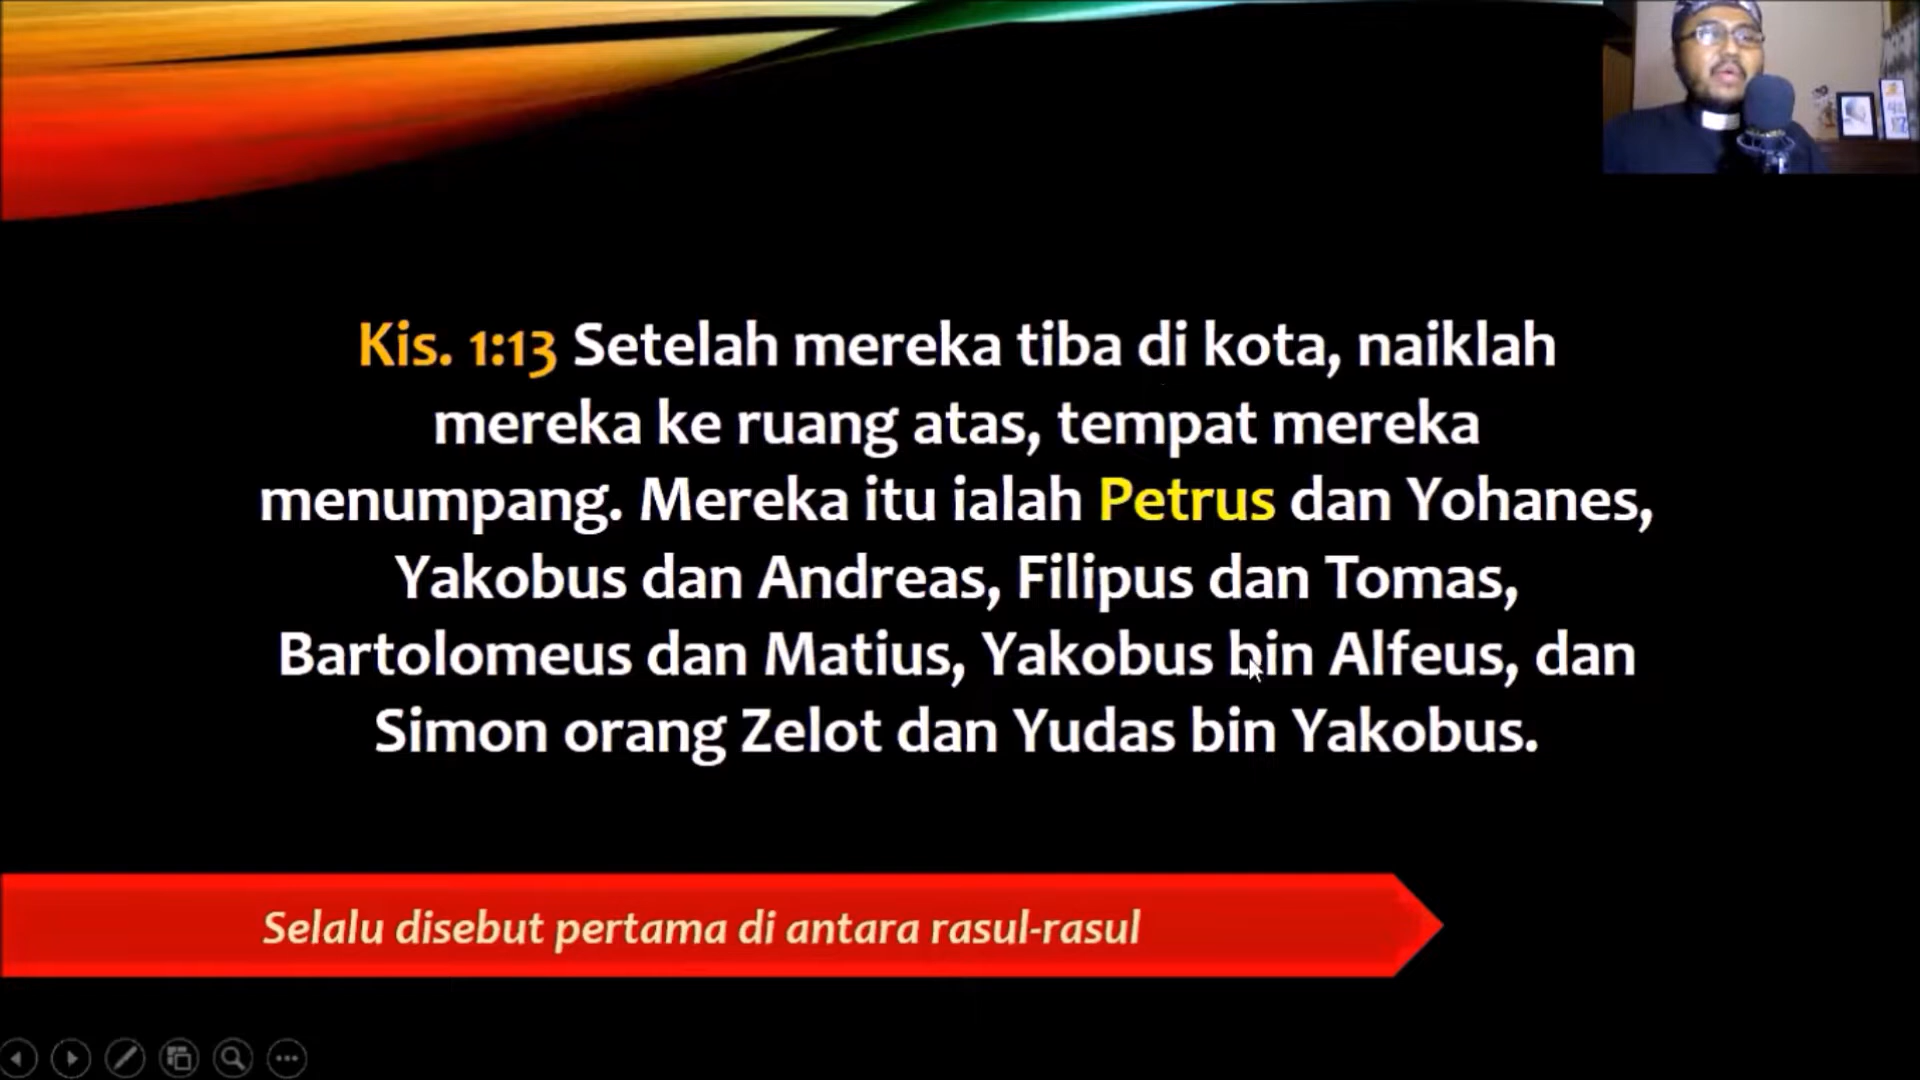 Kis. 1:13 Setelah mereka tiba di kota, naiklah
mereka ke ruang atas, tempat mereka
menumpang. Mereka itu ialah Petrus dan Yohanes,
Yakobus dan Andreas, Filipus dan Tomas,
Bartolomeus dan Matius, Yakobus bin Alfeus, dan
Simon orang Zelot dan Yudas bin Yakobus.
Selalu disebut pertama di antara rasul-rasul